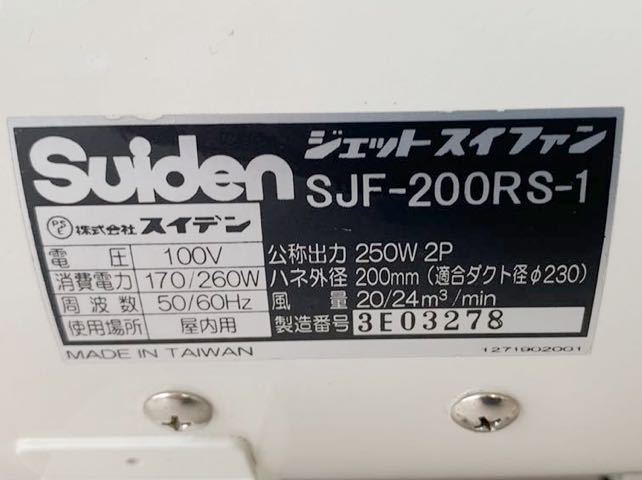 Suiden
ジェットスイファン
SJF-200RS-1
PSE 株式会社 スイデン
電圧 100V
公称出力 250W 2P
消費電力 170/260W
ハネ外径 200mm (適合ダクト径φ230)
周波数 50/60Hz
風量 20/24m³/min
使用場所 屋内用
製造番号 3E03278
MADE IN TAIWAN
1271902001